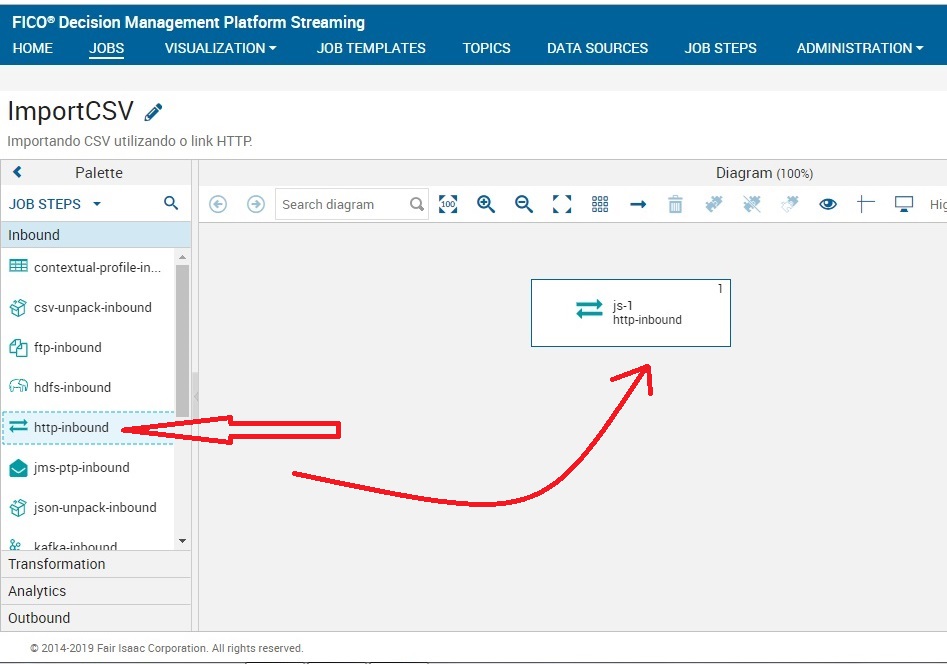 FICO® Decision Management Platform Streaming
HOME JOBS VISUALIZATION JOB TEMPLATES TOPICS DATA SOURCES JOB STEPS ADMINISTRATION
ImportCSV
Importando CSV utilizando o link HTTP.
Palette
Diagram (100%)
JOB STEPS
Search diagram
100
Hig
Inbound
contextual-profile-in...
csv-unpack-inbound
ftp-inbound
hdfs-inbound
http-inbound
jms-ptp-inbound
json-unpack-inbound
kafka-inbound
Transformation
Analytics
Outbound
1
js-1
http-inbound
© 2014-2019 Fair Isaac Corporation. All rights reserved.